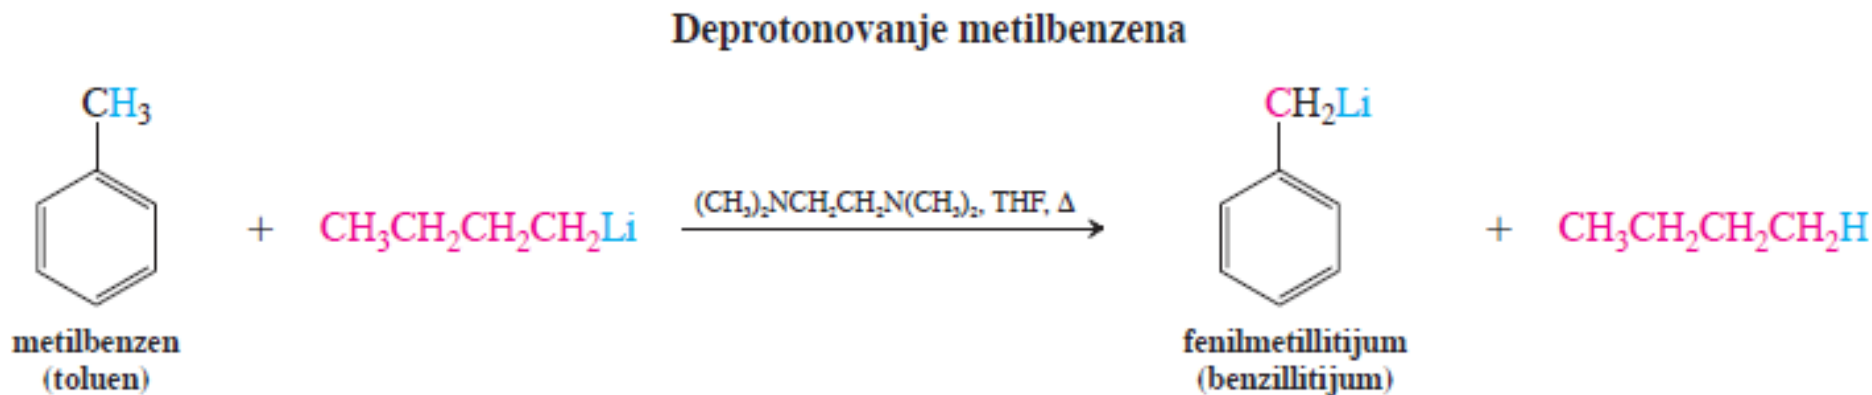 Deprotonovanje metilbenzena
CH₃
+
CH₃CH₂CH₂CH₂Li
(CH₃)₂NCH₂CH₂N(CH₃)₂, THF, Δ
CH₂Li
+
CH₃CH₂CH₂CH₂H
metilbenzen
(toluen)
fenilmetillitijum
(benzillitijum)